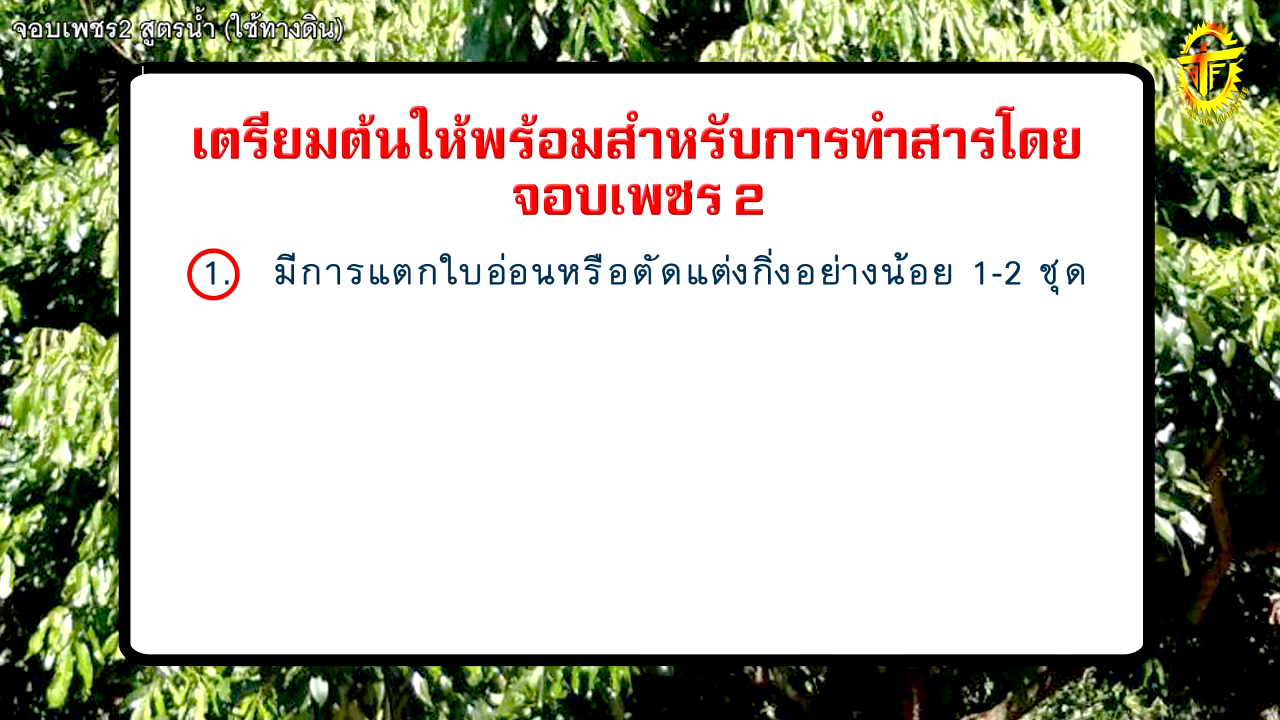 จอบเพชร2 สูตรน้ำ (ใช้ทางดิน)
เตรียมต้นให้พร้อมสำหรับการทำสารโดย
จอบเพชร 2
1. มีการแตกใบอ่อนหรือตัดแต่งกิ่งอย่างน้อย 1-2 ชุด